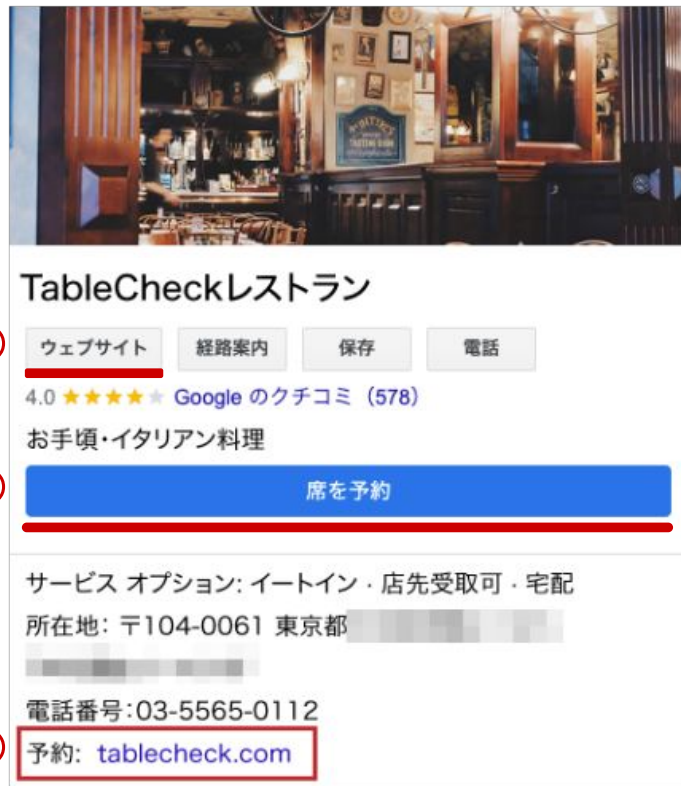 TableCheckレストラン
ウェブサイト 経路案内 保存 電話
4.0 ★★★★★ Google のクチコミ（578）
お手頃・イタリアン料理
席を予約
サービス オプション: イートイン · 店先受取可 · 宅配
所在地: 〒104-0061 東京都
電話番号:03-5565-0112
予約: tablecheck.com